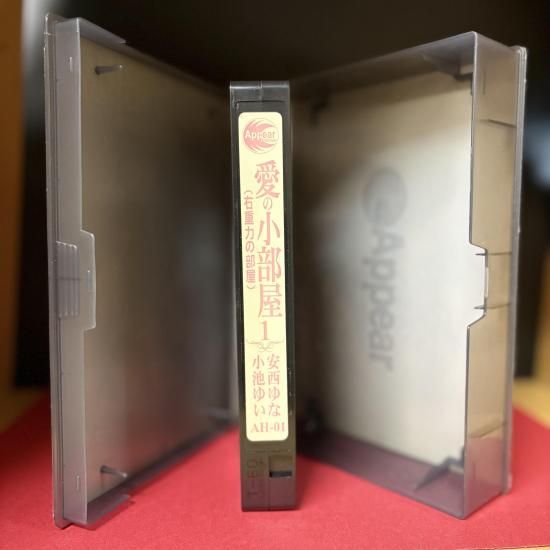 Appear
愛の小部屋1
(右重力の部屋)
安西ゆな
小池ゆい
AH-01
Appear